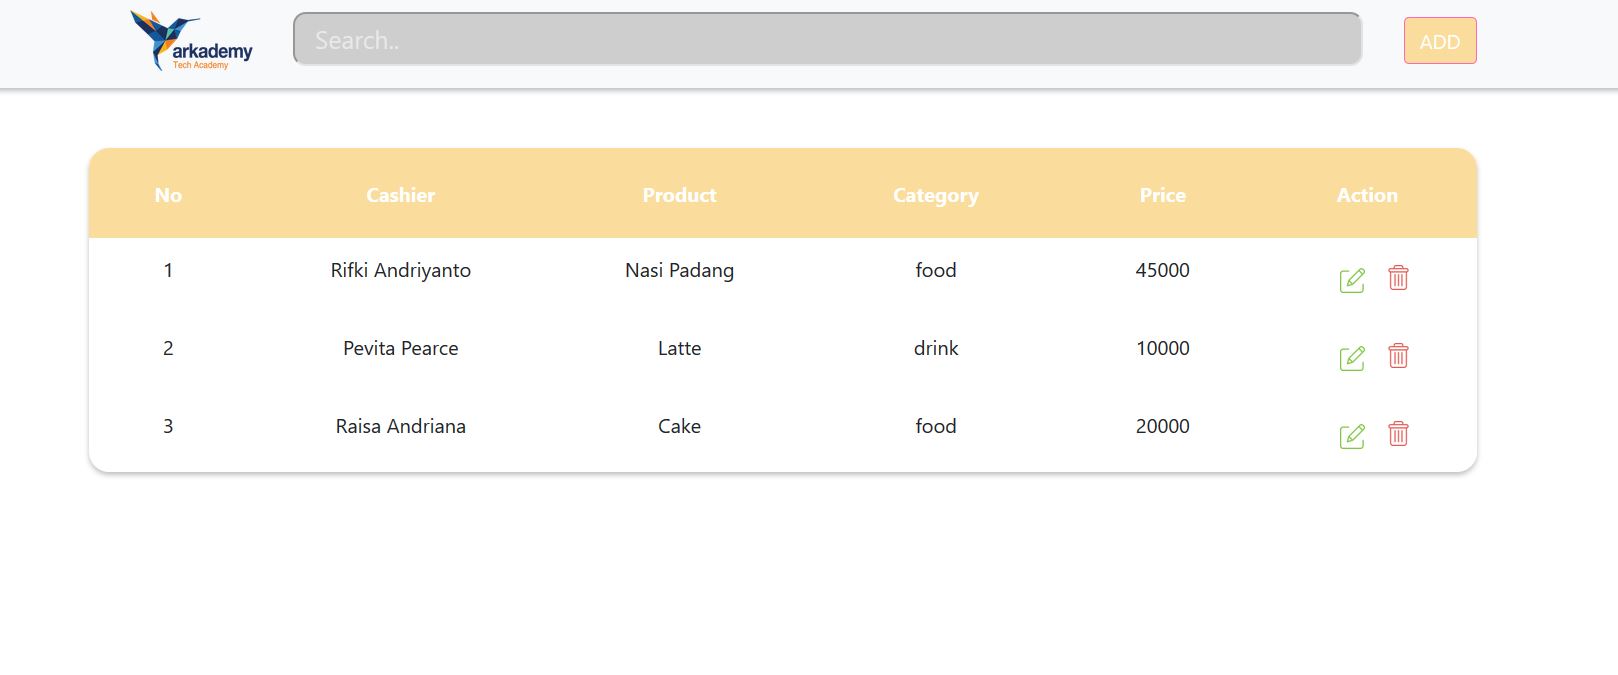 arkademy
Tech Academy
Search..
ADD
No Cashier Product Category Price Action
1 Rifki Andriyanto Nasi Padang food 45000
2 Pevita Pearce Latte drink 10000
3 Raisa Andriana Cake food 20000